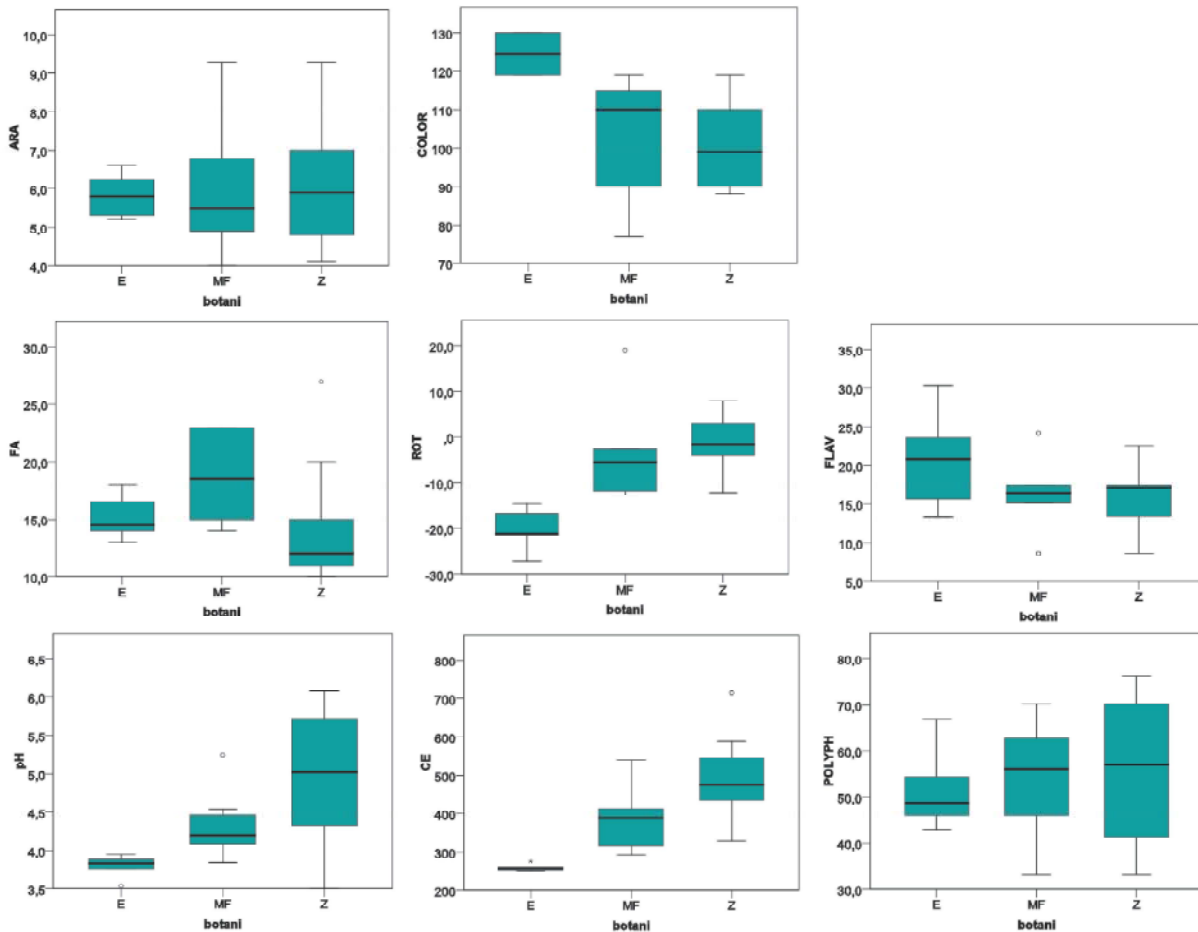 ARA
10,0
9,0
8,0
7,0
6,0
5,0
4,0
E MF Z
botani
COLOR
130
120
110
100
90
80
70
E MF Z
botani
FA
30,0
25,0
20,0
15,0
10,0
E MF Z
botani
ROT
20,0
10,0
,0
-10,0
-20,0
-30,0
E MF Z
botani
FLAV
35,0
30,0
25,0
20,0
15,0
10,0
5,0
E MF Z
botani
pH
6,5
6,0
5,5
5,0
4,5
4,0
3,5
E MF Z
botani
CE
800
700
600
500
400
300
200
E MF Z
botani
POLYPH
80,0
70,0
60,0
50,0
40,0
30,0
E MF Z
botani